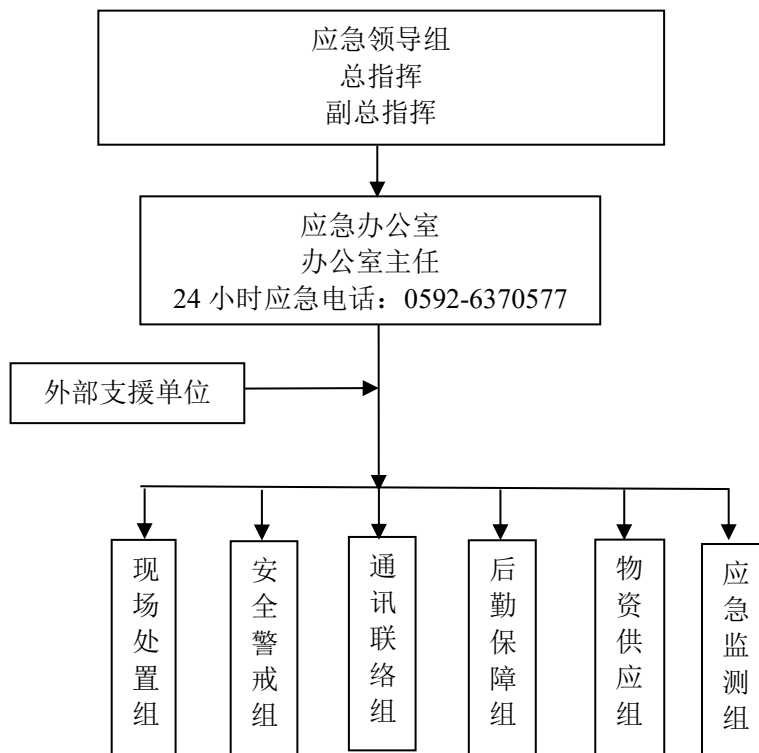 应急领导组
总指挥
副总指挥
应急办公室
办公室主任
24 小时应急电话：0592-6370577
外部支援单位
现场处置组
安全警戒组
通讯联络组
后勤保障组
物资供应组
应急监测组